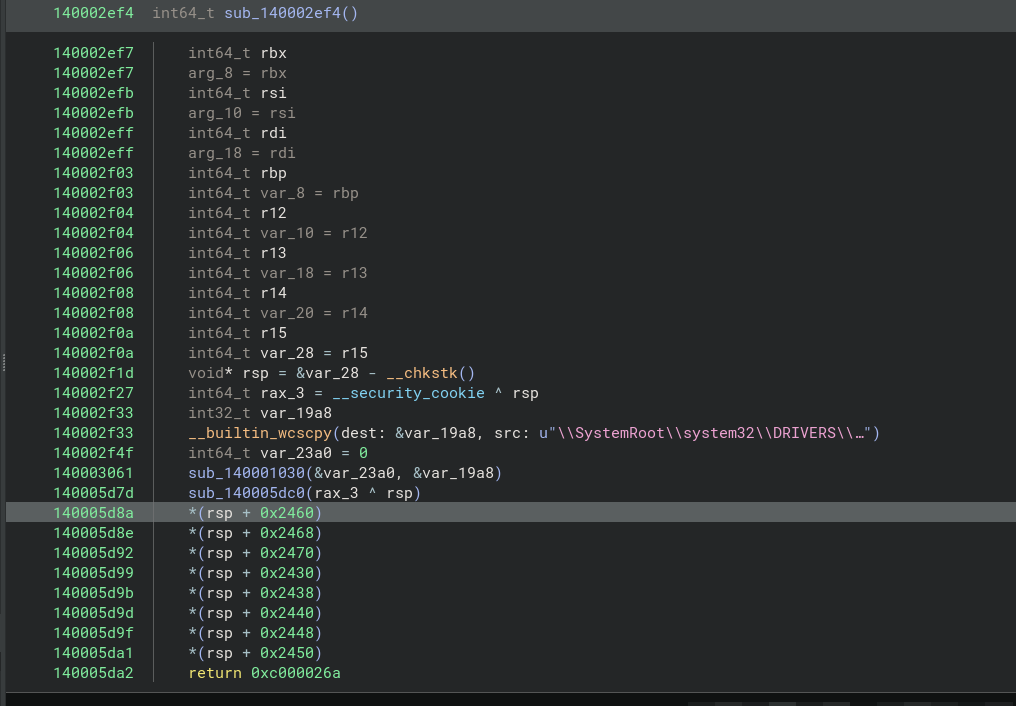 140002ef4 int64_t sub_140002ef4()
140002ef7 int64_t rbx
140002ef7 arg_8 = rbx
140002efb int64_t rsi
140002efb arg_10 = rsi
140002eff int64_t rdi
140002eff arg_18 = rdi
140002f03 int64_t rbp
140002f03 int64_t var_8 = rbp
140002f04 int64_t r12
140002f04 int64_t var_10 = r12
140002f06 int64_t r13
140002f06 int64_t var_18 = r13
140002f08 int64_t r14
140002f08 int64_t var_20 = r14
140002f0a int64_t r15
140002f0a int64_t var_28 = r15
140002f1d void* rsp = &var_28 - __chkstk()
140002f27 int64_t rax_3 = __security_cookie ^ rsp
140002f33 int32_t var_19a8
140002f33 __builtin_wcscpy(dest: &var_19a8, src: u"\\SystemRoot\\system32\\DRIVERS\\…")
140002f4f int64_t var_23a0 = 0
140003061 sub_140001030(&var_23a0, &var_19a8)
140005d7d sub_140005dc0(rax_3 ^ rsp)
140005d8a *(rsp + 0x2460)
140005d8e *(rsp + 0x2468)
140005d92 *(rsp + 0x2470)
140005d99 *(rsp + 0x2430)
140005d9b *(rsp + 0x2438)
140005d9d *(rsp + 0x2440)
140005d9f *(rsp + 0x2448)
140005da1 *(rsp + 0x2450)
140005da2 return 0xc000026a